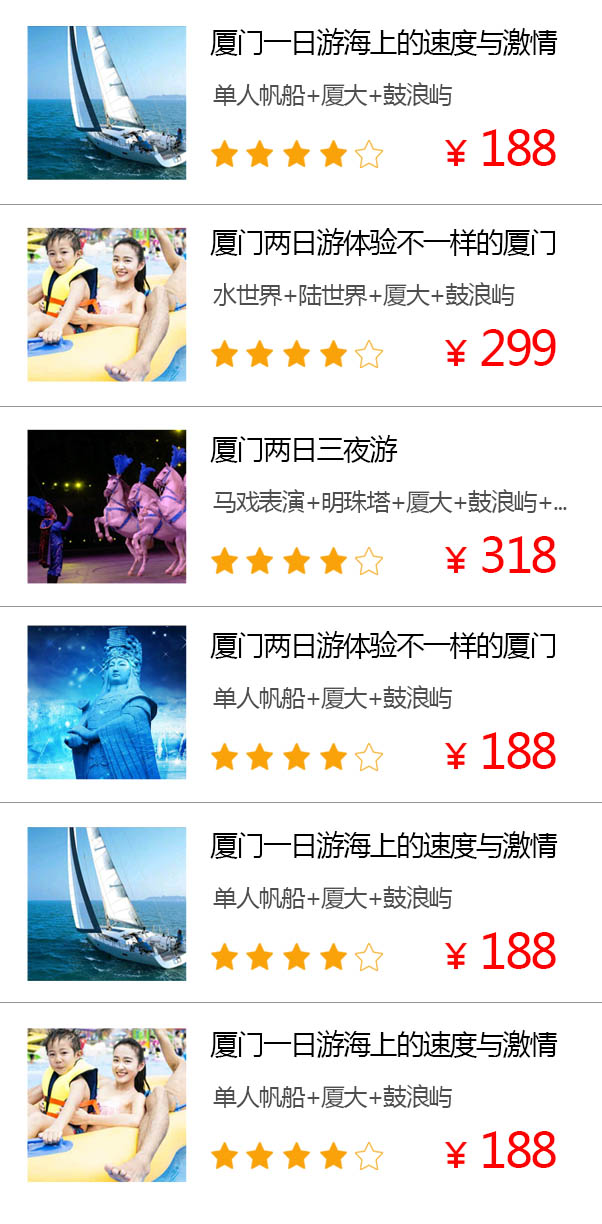 厦门一日游海上的速度与激情
单人帆船+厦大+鼓浪屿
¥ 188
厦门两日游体验不一样的厦门
水世界+陆世界+厦大+鼓浪屿
¥ 299
厦门两日三夜游
马戏表演+明珠塔+厦大+鼓浪屿+...
¥ 318
厦门两日游体验不一样的厦门
单人帆船+厦大+鼓浪屿
¥ 188
厦门一日游海上的速度与激情
单人帆船+厦大+鼓浪屿
¥ 188
厦门一日游海上的速度与激情
单人帆船+厦大+鼓浪屿
¥ 188